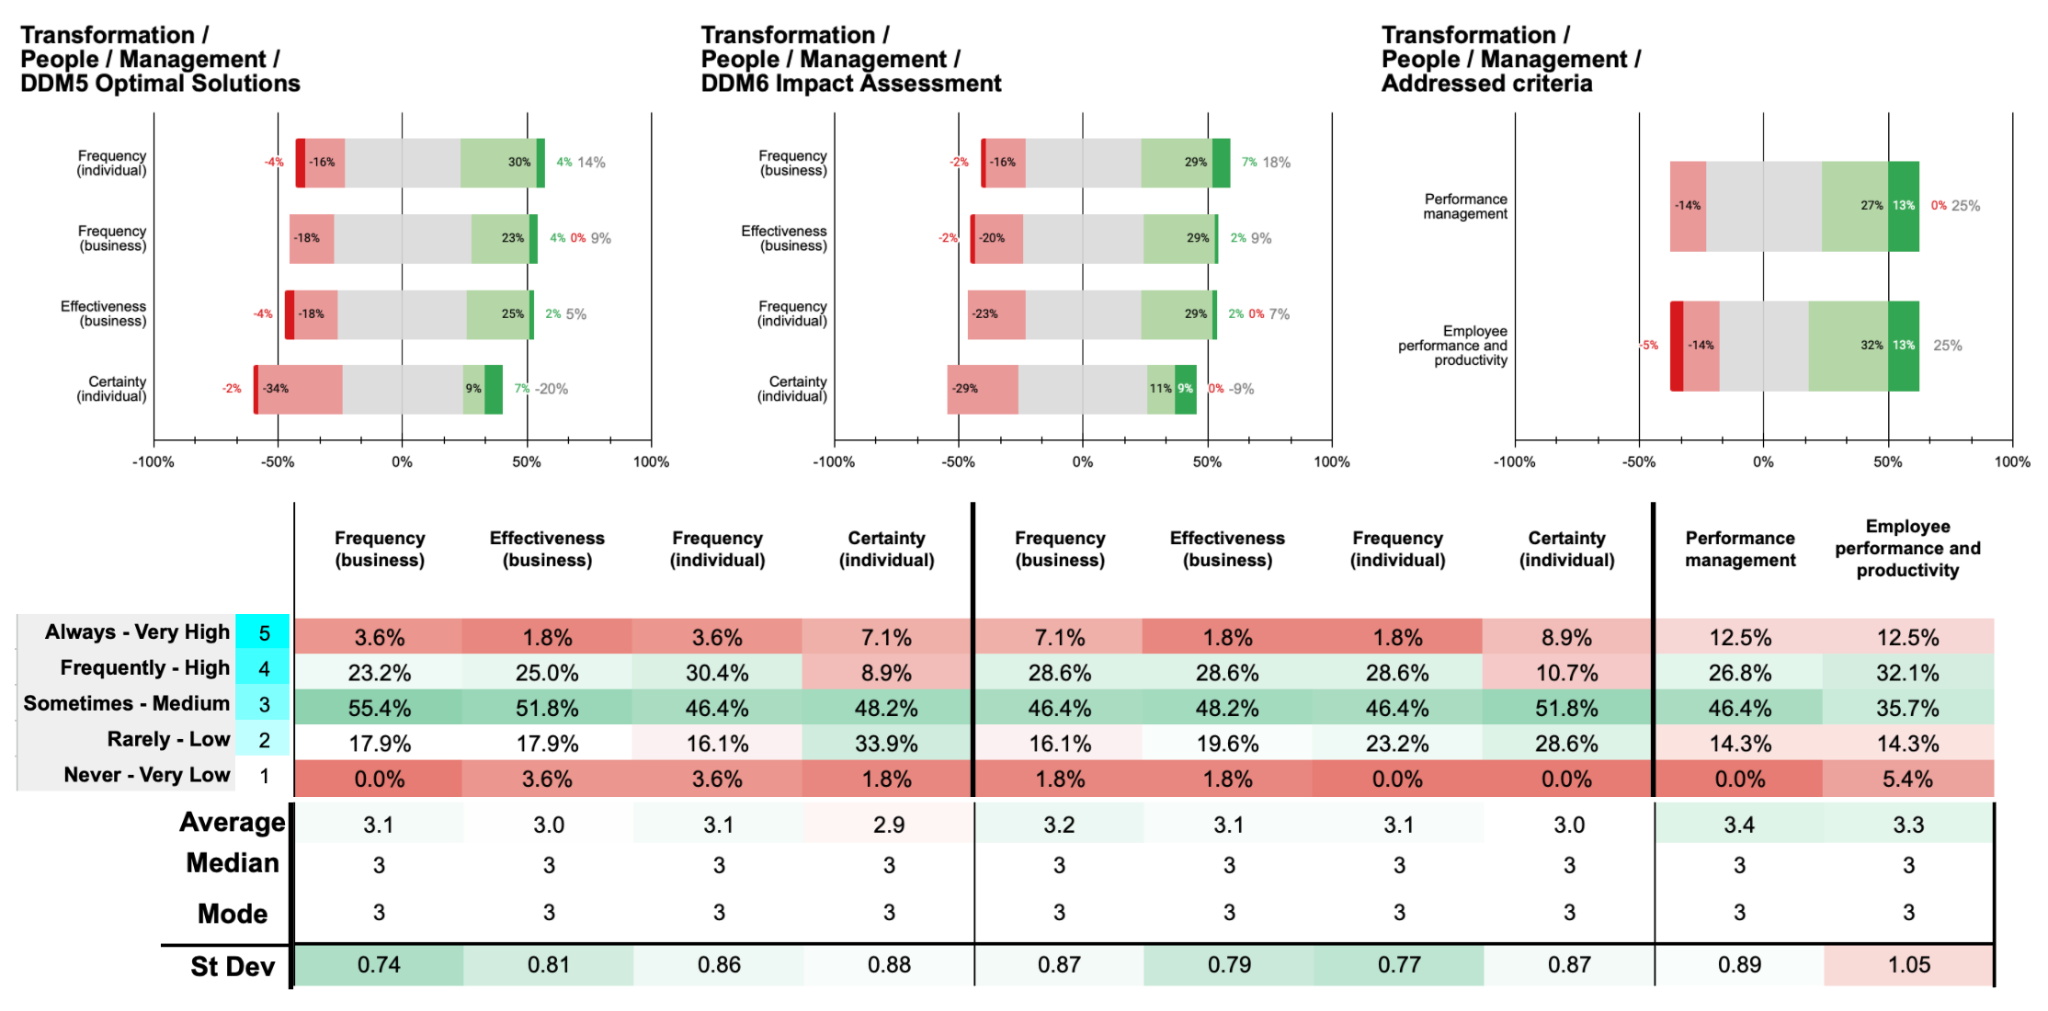 Transformation /
People / Management /
DDM5 Optimal Solutions
Frequency
(individual)
-4% -16% 30% 4% 14%
Frequency
(business)
-18% 23% 4% 0% 9%
Effectiveness
(business)
-4% -18% 25% 2% 5%
Certainty
(individual)
-2% -34% 9% 7% -20%
-100% -50% 0% 50% 100%
Transformation /
People / Management /
DDM6 Impact Assessment
Frequency
(business)
-2% -16% 29% 7% 18%
Effectiveness
(business)
-2% -20% 29% 2% 9%
Frequency
(individual)
-23% 29% 2% 0% 7%
Certainty
(individual)
-29% 11% 9% 0% -9%
-100% -50% 0% 50% 100%
Transformation /
People / Management /
Addressed criteria
Performance
management
-14% 27% 13% 0% 25%
Employee
performance and
productivity
-5% -14% 32% 13% 25%
-100% -50% 0% 50% 100%
Frequency
(business)
Effectiveness
(business)
Frequency
(individual)
Certainty
(individual)
Frequency
(business)
Effectiveness
(business)
Frequency
(individual)
Certainty
(individual)
Performance
management
Employee
performance and
productivity
Always - Very High 5 3.6% 1.8% 3.6% 7.1% 7.1% 1.8% 1.8% 8.9% 12.5% 12.5%
Frequently - High 4 23.2% 25.0% 30.4% 8.9% 28.6% 28.6% 28.6% 10.7% 26.8% 32.1%
Sometimes - Medium 3 55.4% 51.8% 46.4% 48.2% 46.4% 48.2% 46.4% 51.8% 46.4% 35.7%
Rarely - Low 2 17.9% 17.9% 16.1% 33.9% 16.1% 19.6% 23.2% 28.6% 14.3% 14.3%
Never - Very Low 1 0.0% 3.6% 3.6% 1.8% 1.8% 1.8% 0.0% 0.0% 0.0% 5.4%
Average 3.1 3.0 3.1 2.9 3.2 3.1 3.1 3.0 3.4 3.3
Median 3 3 3 3 3 3 3 3 3 3
Mode 3 3 3 3 3 3 3 3 3 3
St Dev 0.74 0.81 0.86 0.88 0.87 0.79 0.77 0.87 0.89 1.05